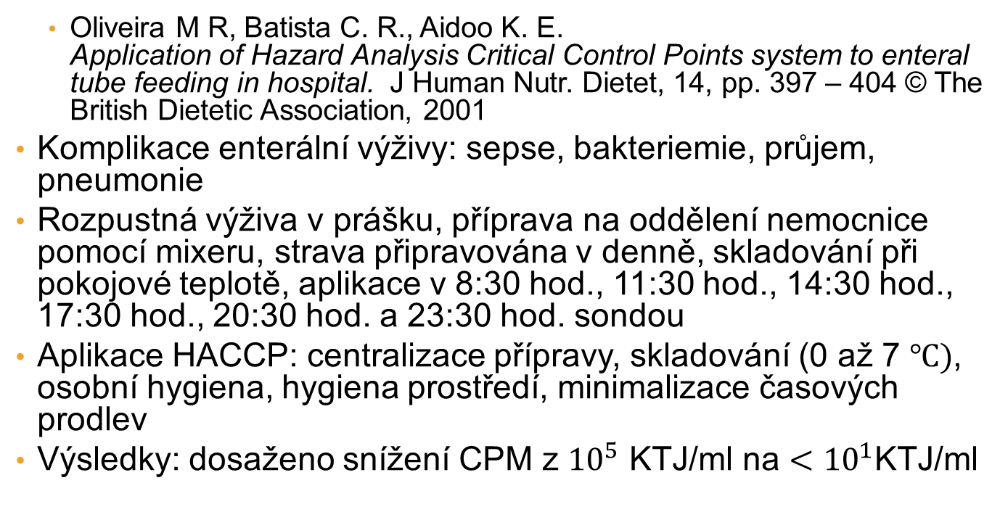 • Oliveira M R, Batista C. R., Aidoo K. E.
Application of Hazard Analysis Critical Control Points system to enteral
tube feeding in hospital.  J Human Nutr. Dietet, 14, pp. 397 – 404 © The
British Dietetic Association, 2001
• Komplikace enterální výživy: sepse, bakteriemie, průjem,
pneumonie
• Rozpustná výživa v prášku, příprava na oddělení nemocnice
pomocí mixeru, strava připravována v denně, skladování při
pokojové teplotě, aplikace v 8:30 hod., 11:30 hod., 14:30 hod.,
17:30 hod., 20:30 hod. a 23:30 hod. sondou
• Aplikace HACCP: centralizace přípravy, skladování (0 až 7 ℃),
osobní hygiena, hygiena prostředí, minimalizace časových
prodlev
• Výsledky: dosaženo snížení CPM z 10⁵ KTJ/ml na < 10¹KTJ/ml